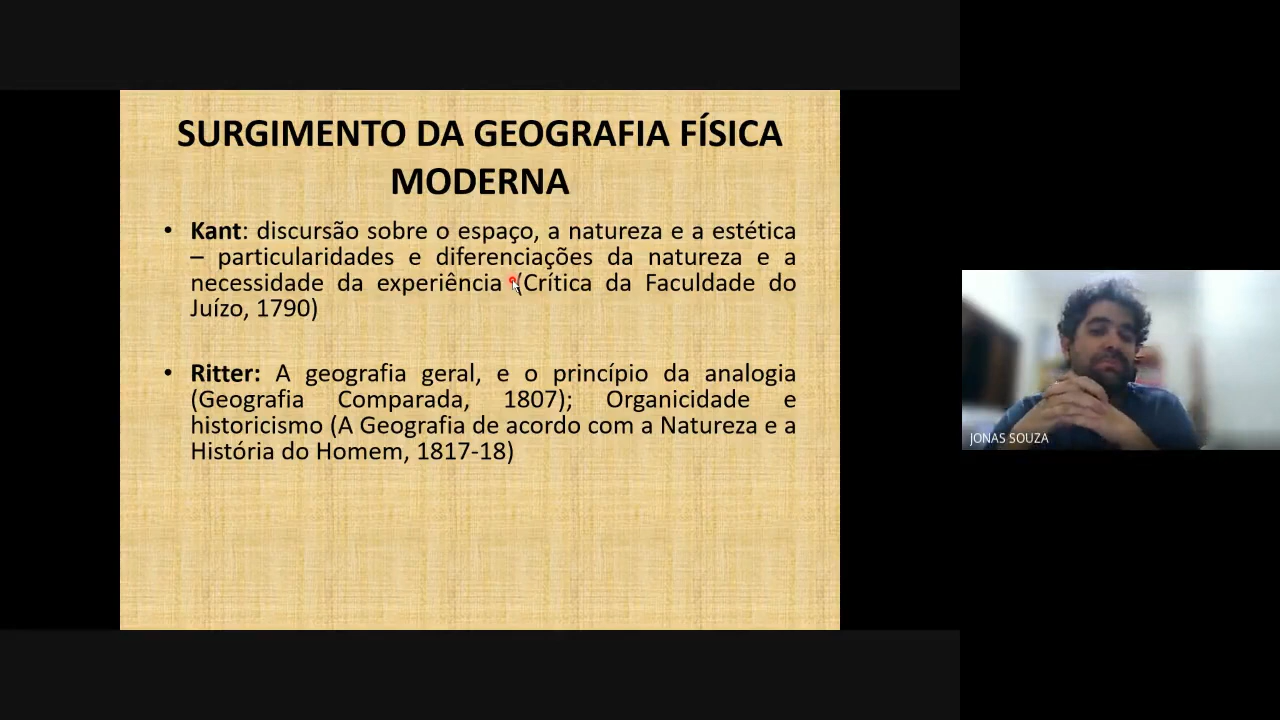 SURGIMENTO DA GEOGRAFIA FÍSICA
MODERNA
• Kant: discursão sobre o espaço, a natureza e a estética
– particularidades e diferenciações da natureza e a
necessidade da experiência (Crítica da Faculdade do
Juízo, 1790)
• Ritter: A geografia geral, e o princípio da analogia
(Geografia Comparada, 1807); Organicidade e
historicismo (A Geografia de acordo com a Natureza e a
História do Homem, 1817-18)
JONAS SOUZA